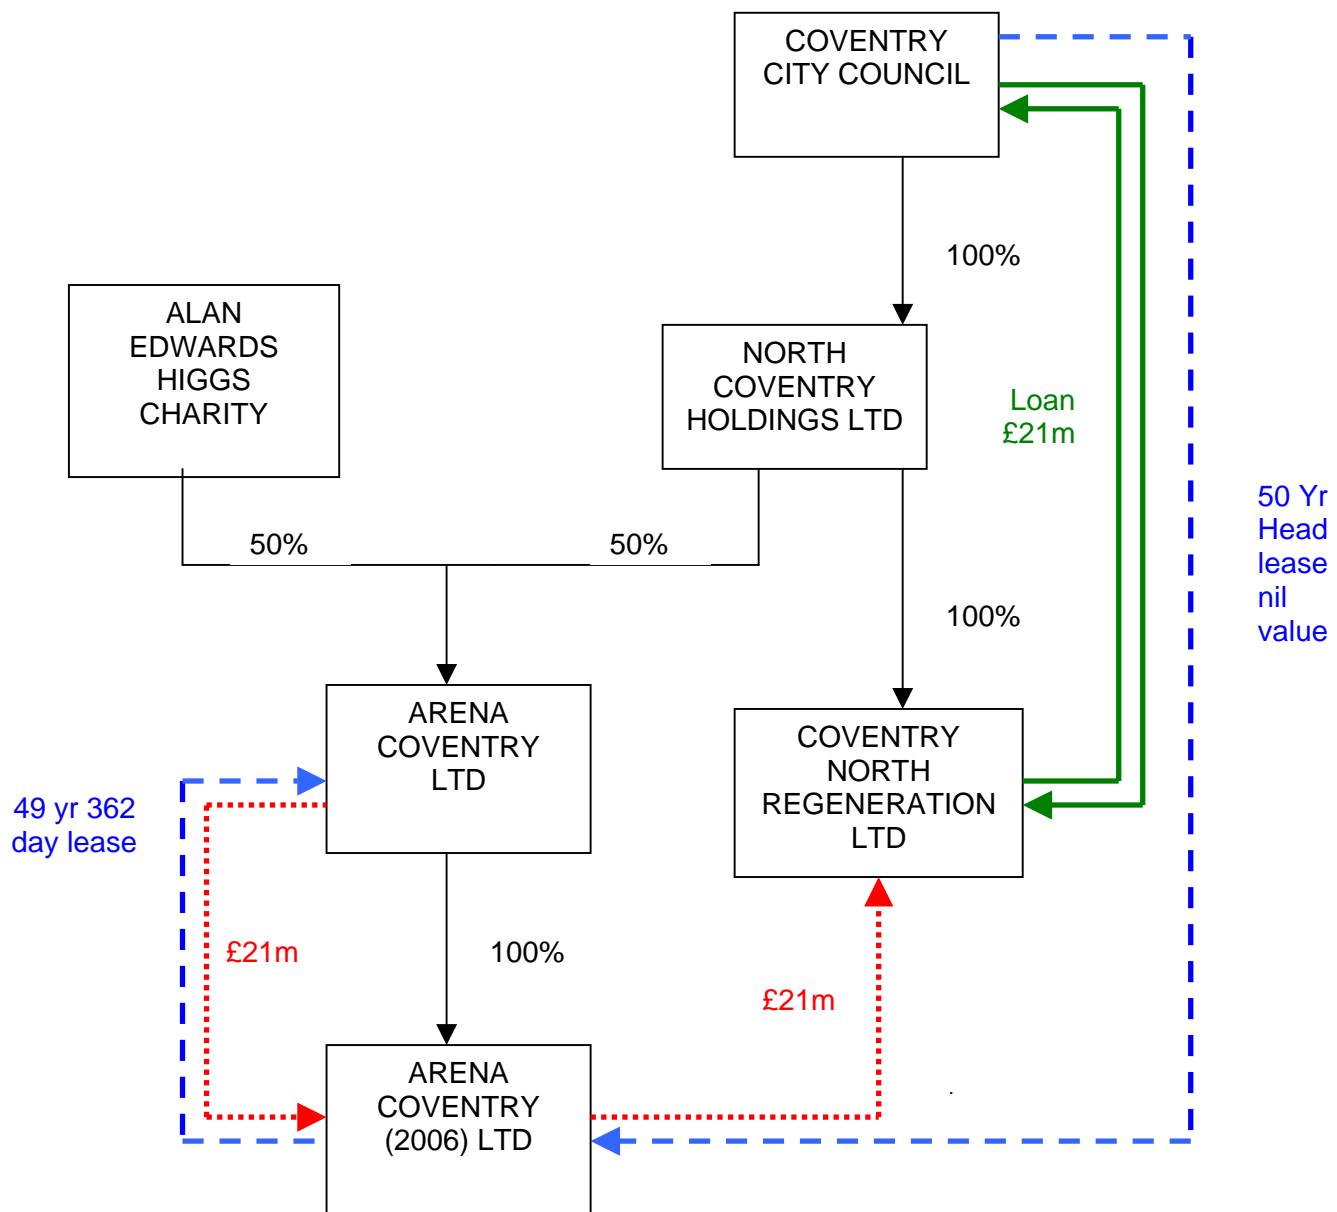 COVENTRY
CITY COUNCIL
100%
ALAN
EDWARDS
HIGGS
CHARITY
NORTH
COVENTRY
HOLDINGS LTD
Loan
£21m
50 Yr
Head
lease
nil
value
50%
50%
100%
ARENA
COVENTRY
LTD
COVENTRY
NORTH
REGENERATION
LTD
49 yr 362
day lease
£21m
100%
£21m
ARENA
COVENTRY
(2006) LTD
.